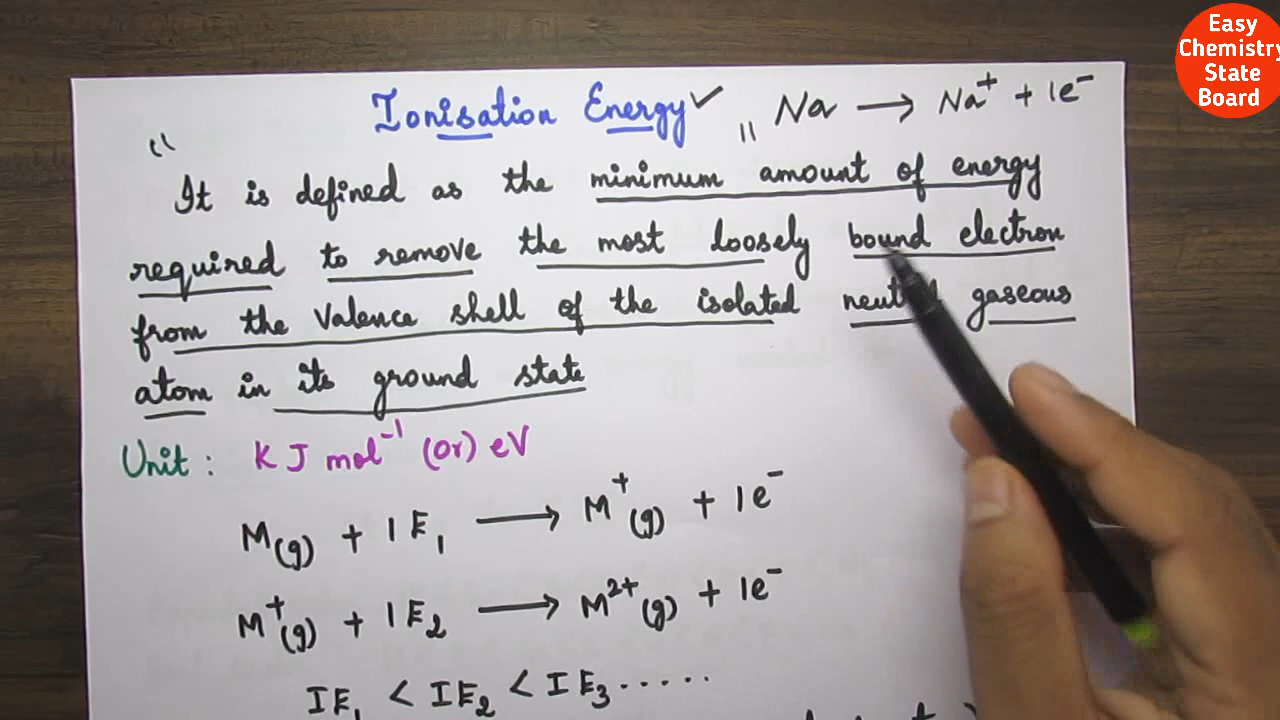 Easy
Chemistry
State
Board
Ionisation Energy ✓ Na → Na⁺ + 1e⁻
" "
It is defined as the minimum amount of energy
required to remove the most loosely bound electron
from the valence shell of the isolated gaseous
atom in its ground state
Unit : KJ mol⁻¹ (or) eV
M(g) + IE₁ → M⁺(g) + 1e⁻
M⁺(g) + IE₂ → M²⁺(g) + 1e⁻
IE₁ < IE₂ < IE₃ .....